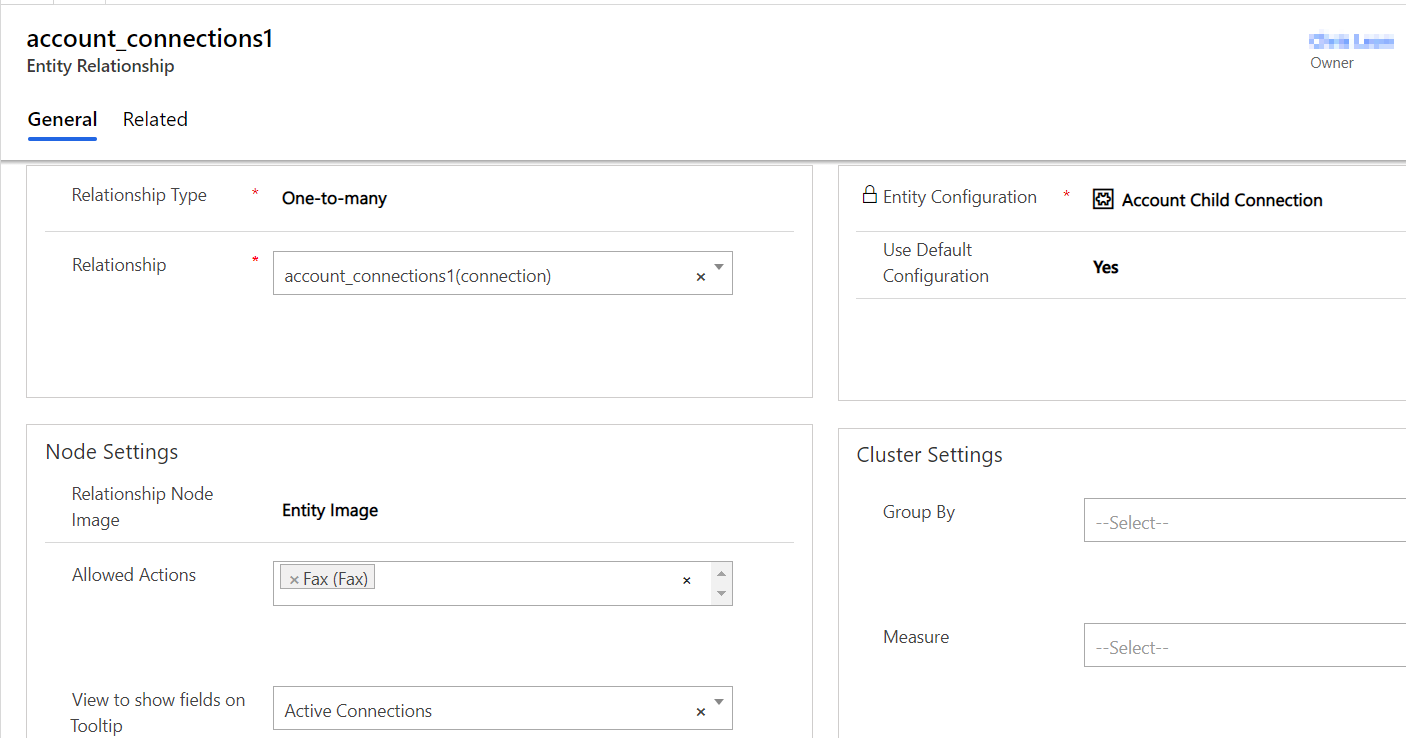 account_connections1
Entity Relationship
Owner
General
Related
Relationship Type * One-to-many
Relationship * account_connections1(connection) ×
Entity Configuration * Account Child Connection
Use Default
Configuration
Yes
Node Settings
Relationship Node
Image
Entity Image
Allowed Actions × Fax (Fax) ×
View to show fields on
Tooltip
Active Connections ×
Cluster Settings
Group By --Select--
Measure --Select--